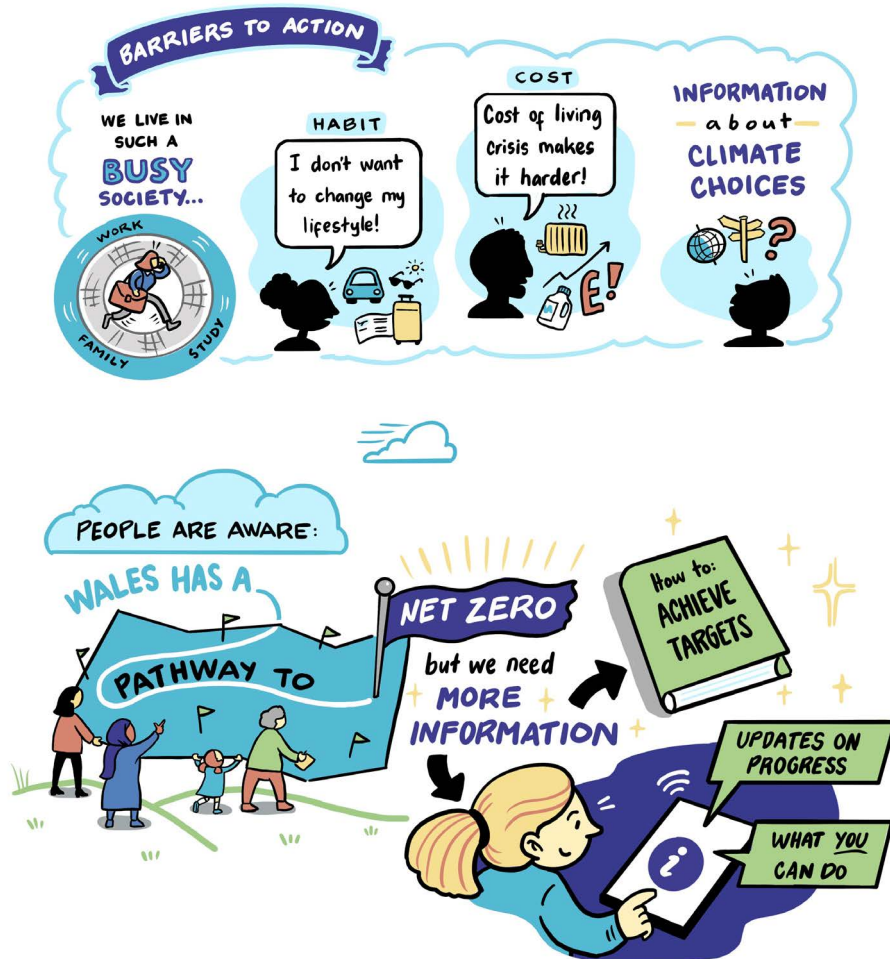 BARRIERS TO ACTION
WE LIVE IN
SUCH A
BUSY
SOCIETY...
WORK
FAMILY
STUDY
HABIT
I don't want
to change my
lifestyle!
COST
Cost of living
crisis makes
it harder!
£!
INFORMATION
about
CLIMATE
CHOICES
?
PEOPLE ARE AWARE:
WALES HAS A
PATHWAY TO
NET ZERO
but we need
MORE
INFORMATION
How to:
ACHIEVE
TARGETS
i
UPDATES ON
PROGRESS
WHAT YOU
CAN DO